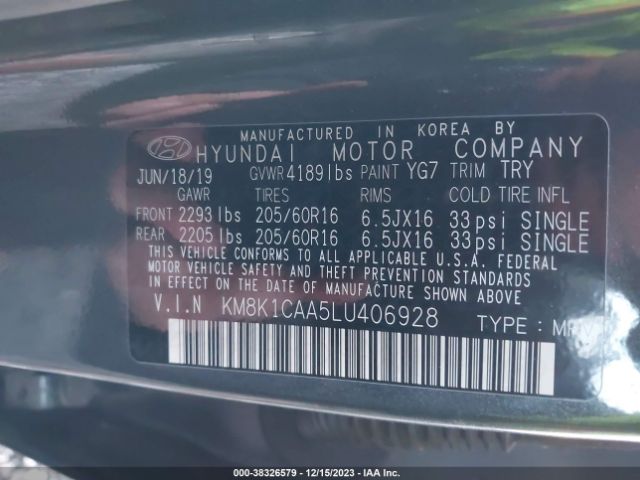 MANUFACTURED IN KOREA BY
HYUNDAI MOTOR COMPANY
JUN/18/19 GVWR 4189lbs PAINT YG7 TRIM TRY
GAWR TIRES RIMS COLD TIRE INFL
FRONT 2293lbs 205/60R16 6.5JX16 33psi SINGLE
REAR 2205lbs 205/60R16 6.5JX16 33psi SINGLE
THIS VEHICLE CONFORMS TO ALL APPLICABLE U.S.A. FEDERAL
MOTOR VEHICLE SAFETY AND THEFT PREVENTION STANDARDS
IN EFFECT ON THE DATE OF MANUFACTURE SHOWN ABOVE.
V.I.N KM8K1CAA5LU406928 TYPE : MPV
000-38326579 - 12/15/2023 - IAA Inc.